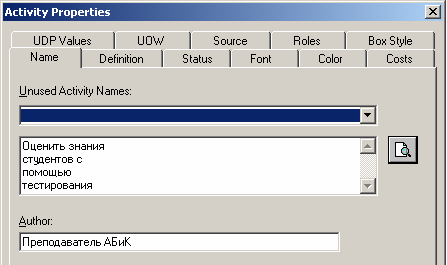 Activity Properties
UDP Values UOW Source Roles Box Style
Name Definition Status Font Color Costs
Unused Activity Names:
Оценить знания
студентов с
помощью
тестирования
Author:
Преподаватель АБиК